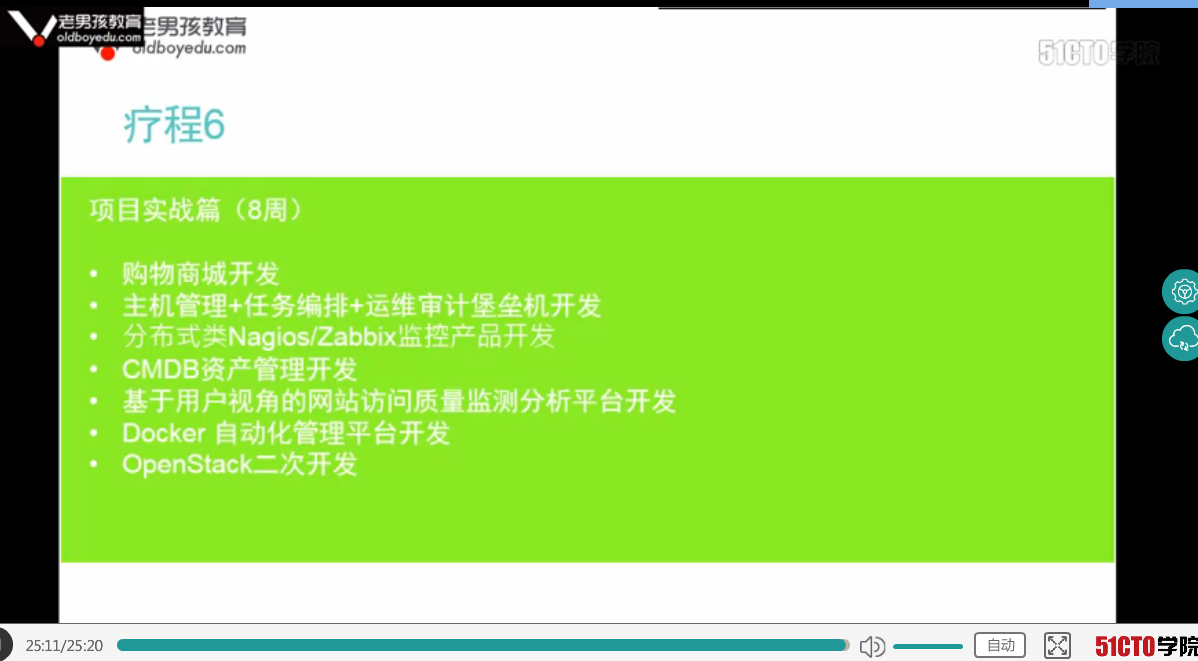 老男孩教育
oldboyedu.com
老男孩教育
oldboyedu.com
51CTO学院
疗程6
项目实战篇（8周）
• 购物商城开发
• 主机管理+任务编排+运维审计堡垒机开发
• 分布式类Nagios/Zabbix监控产品开发
• CMDB资产管理开发
• 基于用户视角的网站访问质量监测分析平台开发
• Docker 自动化管理平台开发
• OpenStack二次开发
25:11/25:20
自动
51CTO学院